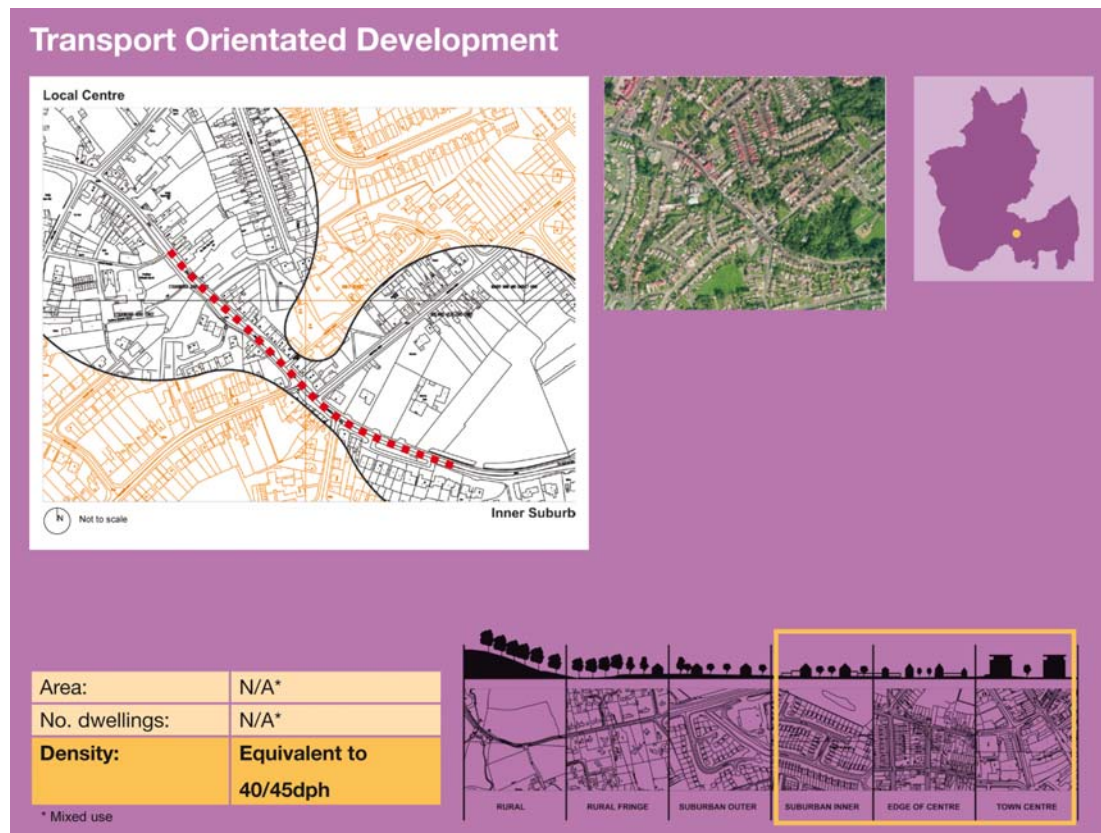 Transport Orientated Development
Local Centre
N
Not to scale
Inner Suburb
Area: N/A*
No. dwellings: N/A*
Density: Equivalent to
40/45dph
* Mixed use
RURAL
RURAL FRINGE
SUBURBAN OUTER
SUBURBAN INNER
EDGE OF CENTRE
TOWN CENTRE